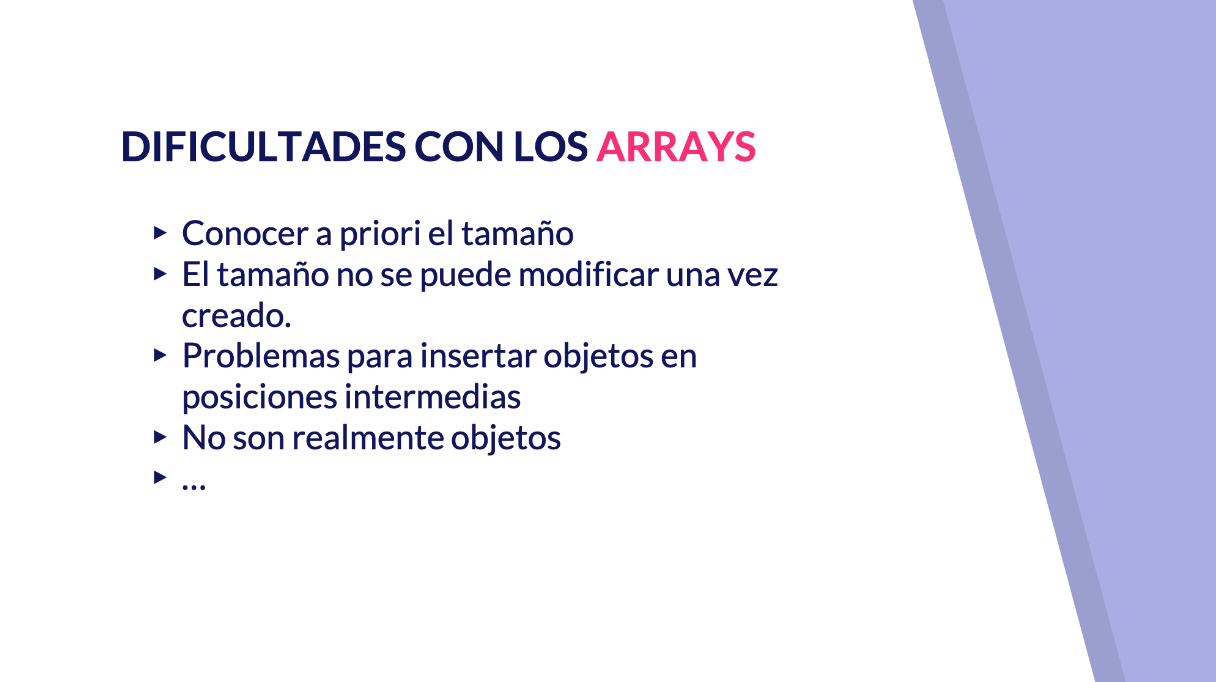 DIFICULTADES CON LOS ARRAYS
▸ Conocer a priori el tamaño
▸ El tamaño no se puede modificar una vez
creado.
▸ Problemas para insertar objetos en
posiciones intermedias
▸ No son realmente objetos
▸ ...